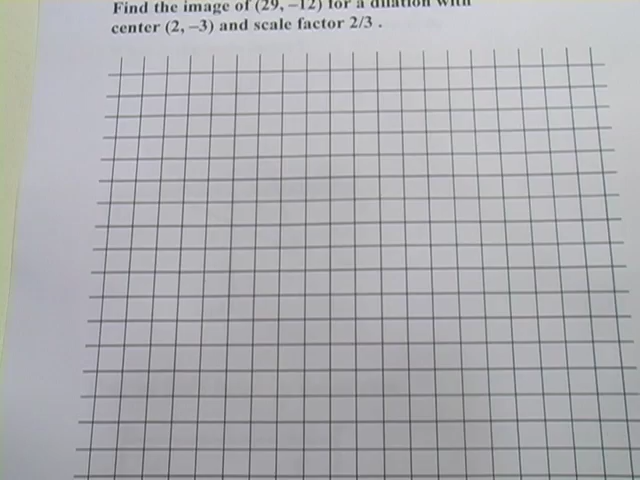 Find the image of (29, –12) for a dilation with
center (2, –3) and scale factor 2/3 .